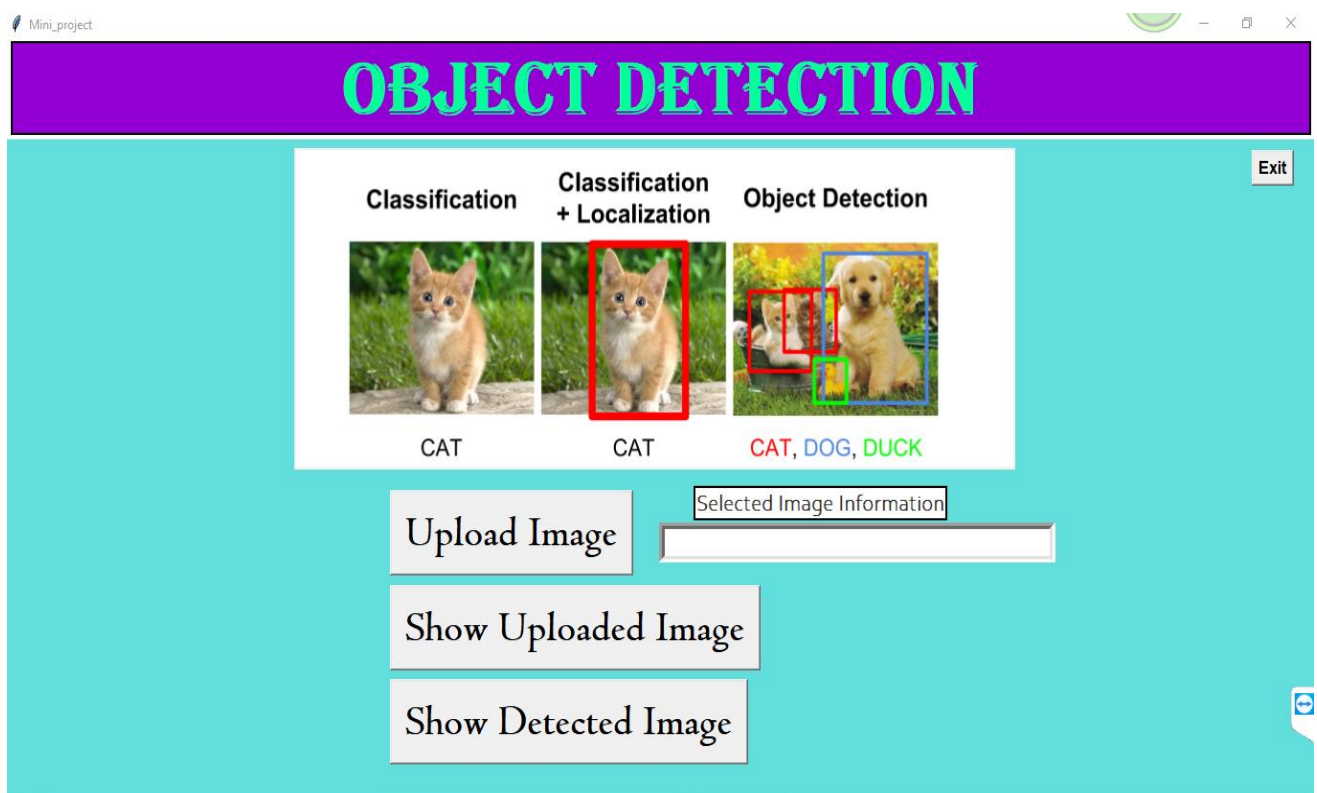 Mini_project
OBJECT DETECTION
Exit
Classification
Classification
+ Localization
Object Detection
CAT
CAT
CAT, DOG, DUCK
Upload Image
Selected Image Information
Show Uploaded Image
Show Detected Image